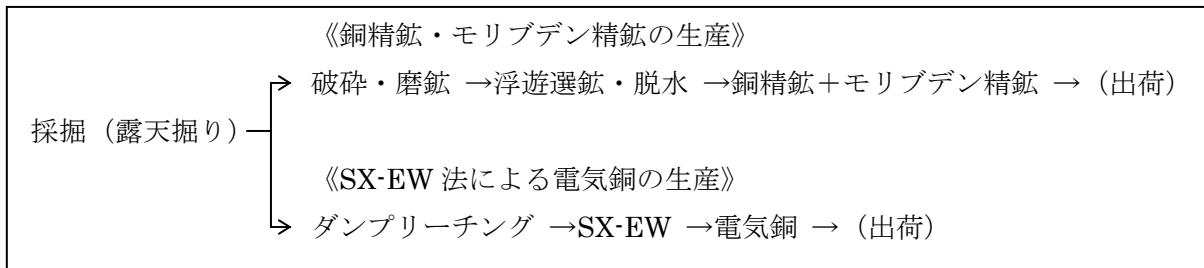 《銅精鉱・モリブデン精鉱の生産》
破砕・磨鉱 →浮遊選鉱・脱水 →銅精鉱＋モリブデン精鉱 →（出荷）
採掘（露天掘り）
《SX-EW 法による電気銅の生産》
ダンプリーチング →SX-EW →電気銅 →（出荷）